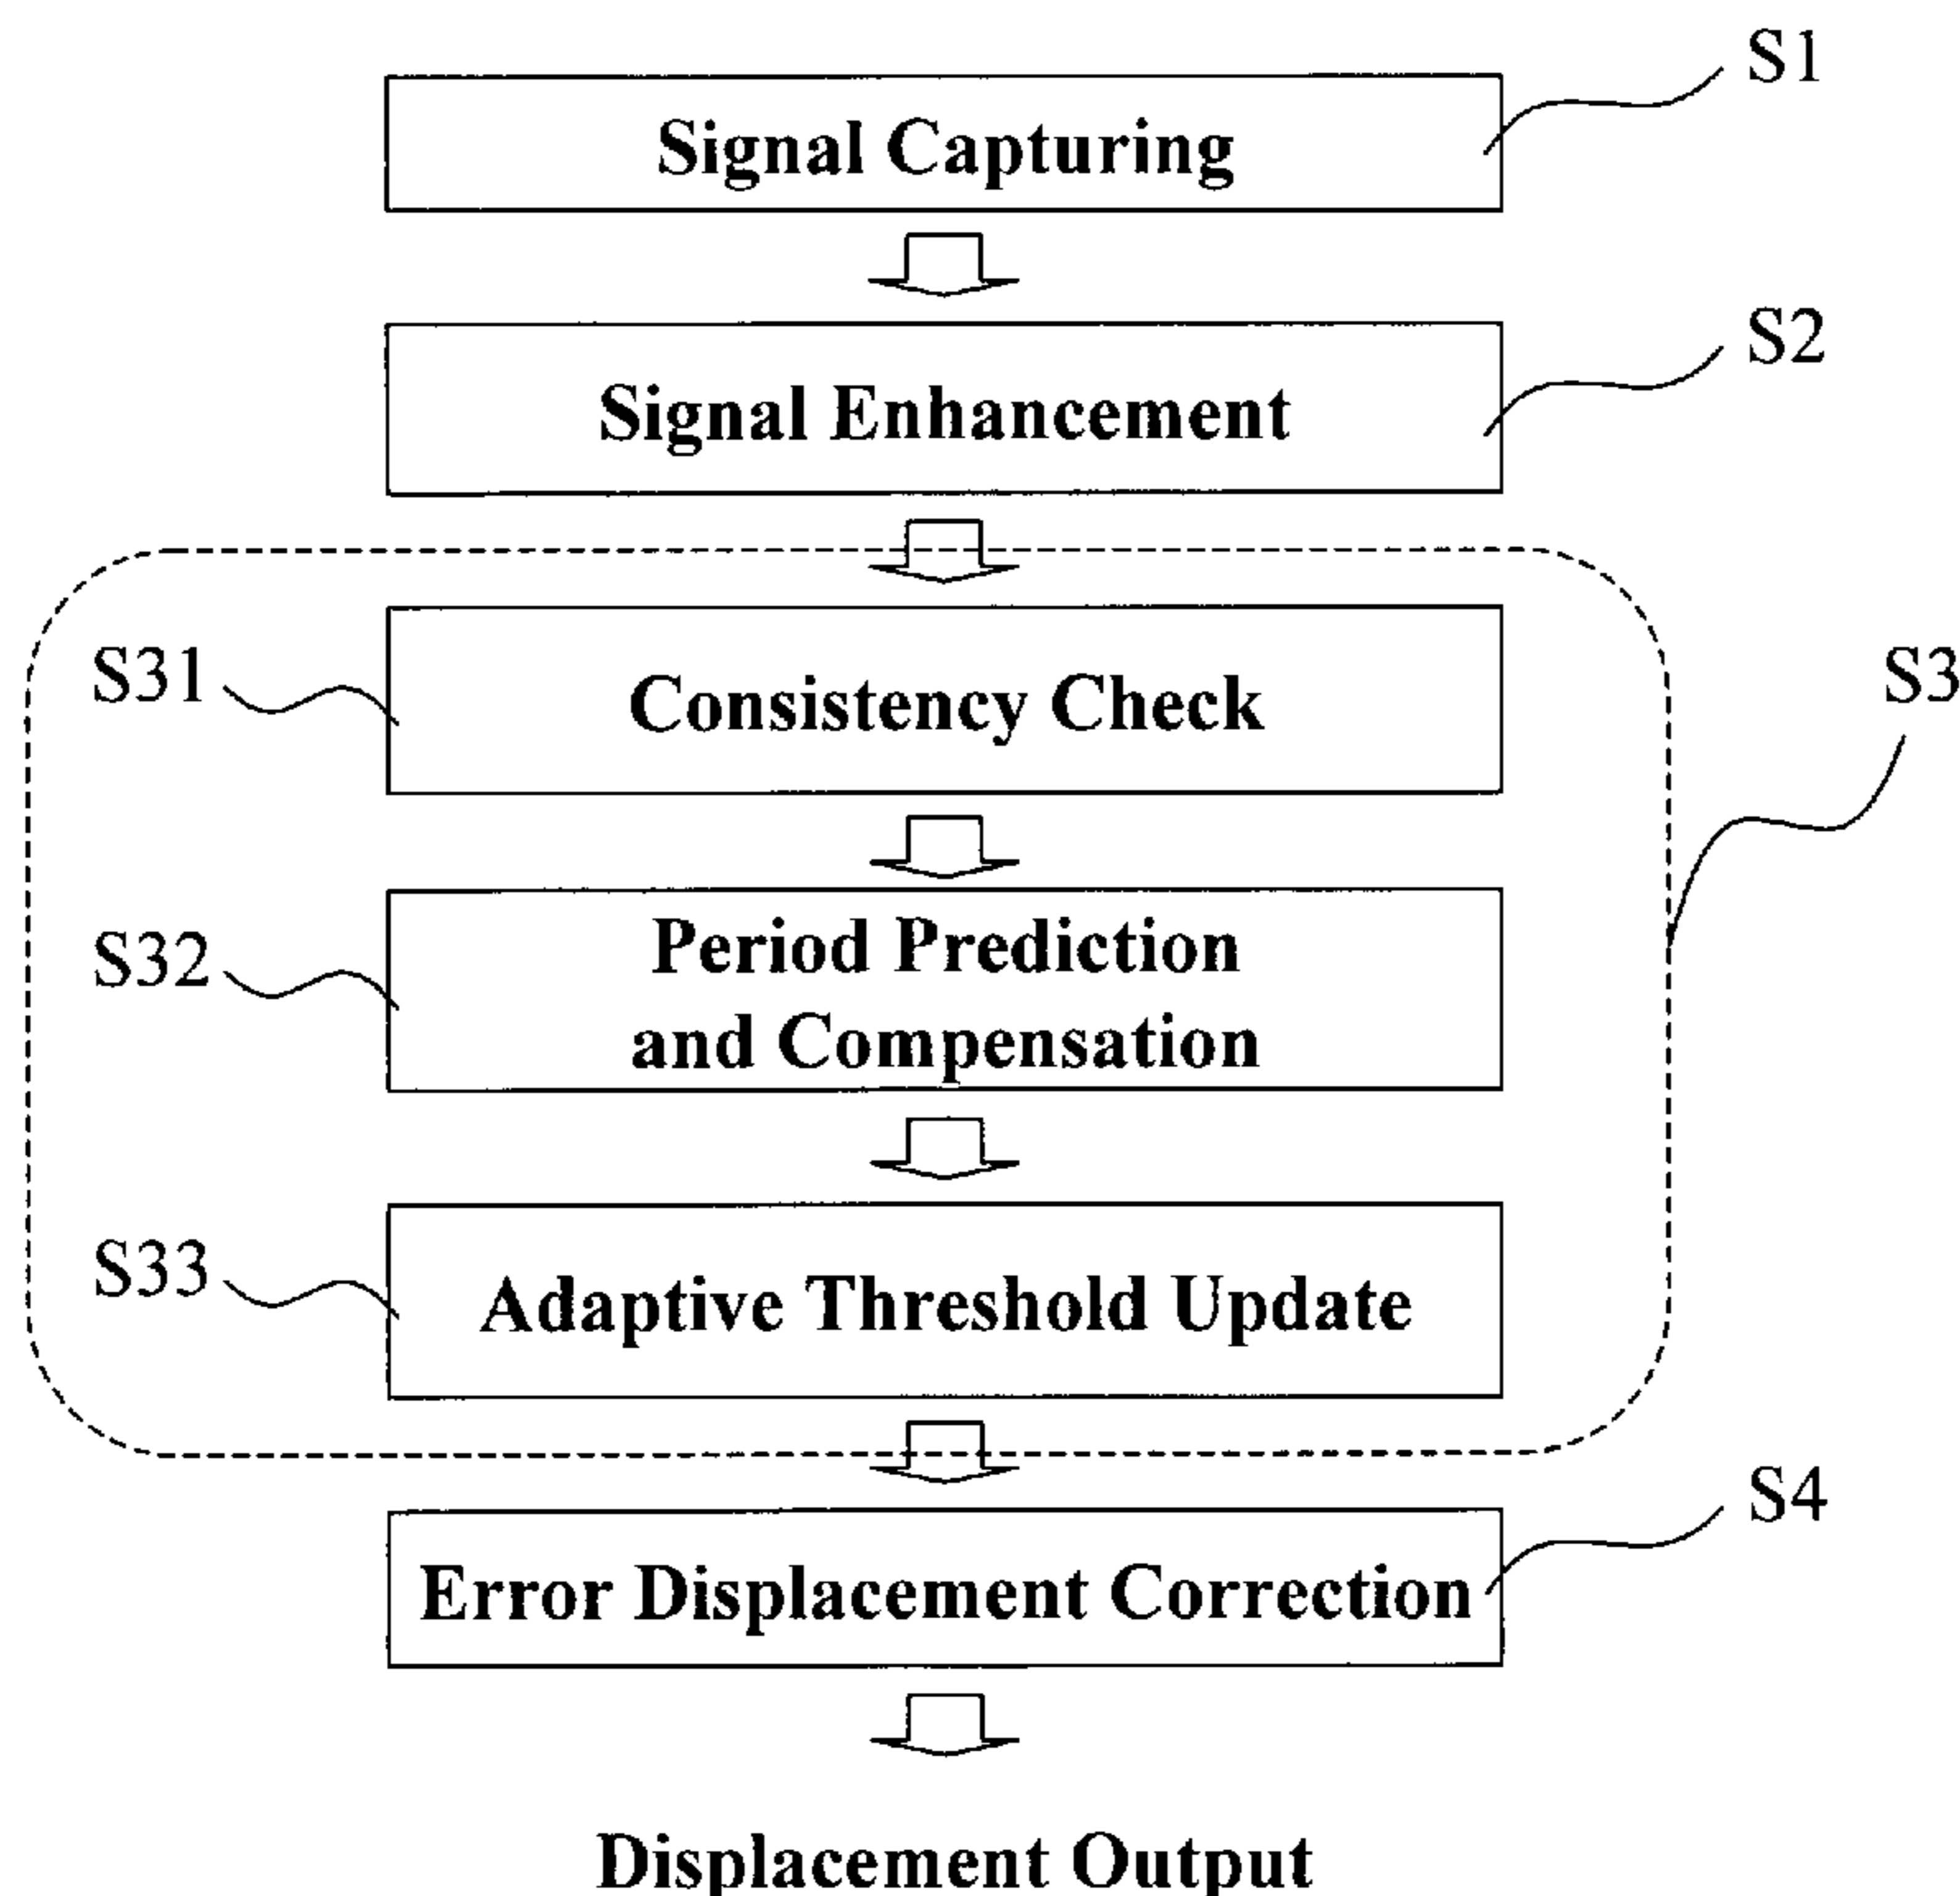 S1
Signal Capturing
S2
Signal Enhancement
S31
Consistency Check
S3
S32
Period Prediction
and Compensation
S33
Adaptive Threshold Update
S4
Error Displacement Correction
Displacement Output